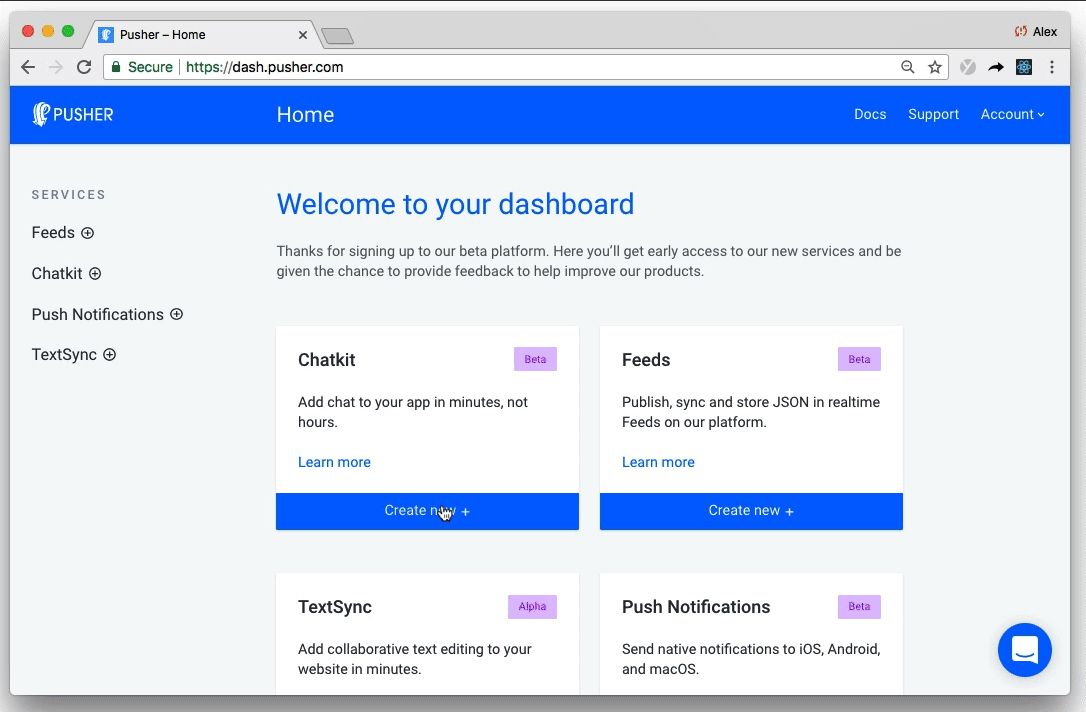 Pusher – Home
Alex
Secure
https://dash.pusher.com
PUSHER
Home
Docs
Support
Account
SERVICES
Feeds
Chatkit
Push Notifications
TextSync
Welcome to your dashboard
Thanks for signing up to our beta platform. Here you’ll get early access to our new services and be
given the chance to provide feedback to help improve our products.
Chatkit
Beta
Add chat to your app in minutes, not
hours.
Learn more
Create new +
Feeds
Beta
Publish, sync and store JSON in realtime
Feeds on our platform.
Learn more
Create new +
TextSync
Alpha
Add collaborative text editing to your
website in minutes.
Push Notifications
Beta
Send native notifications to iOS, Android,
and macOS.